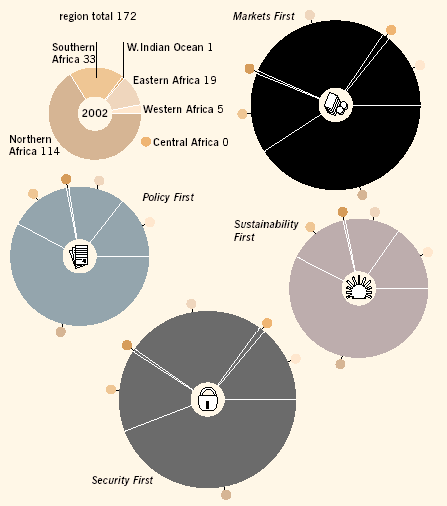 region total 172
Markets First
Southern
Africa 33
W.Indian Ocean 1
Eastern Africa 19
2002
Western Africa 5
Northern
Africa 114
Central Africa 0
Policy First
Sustainability
First
Security First